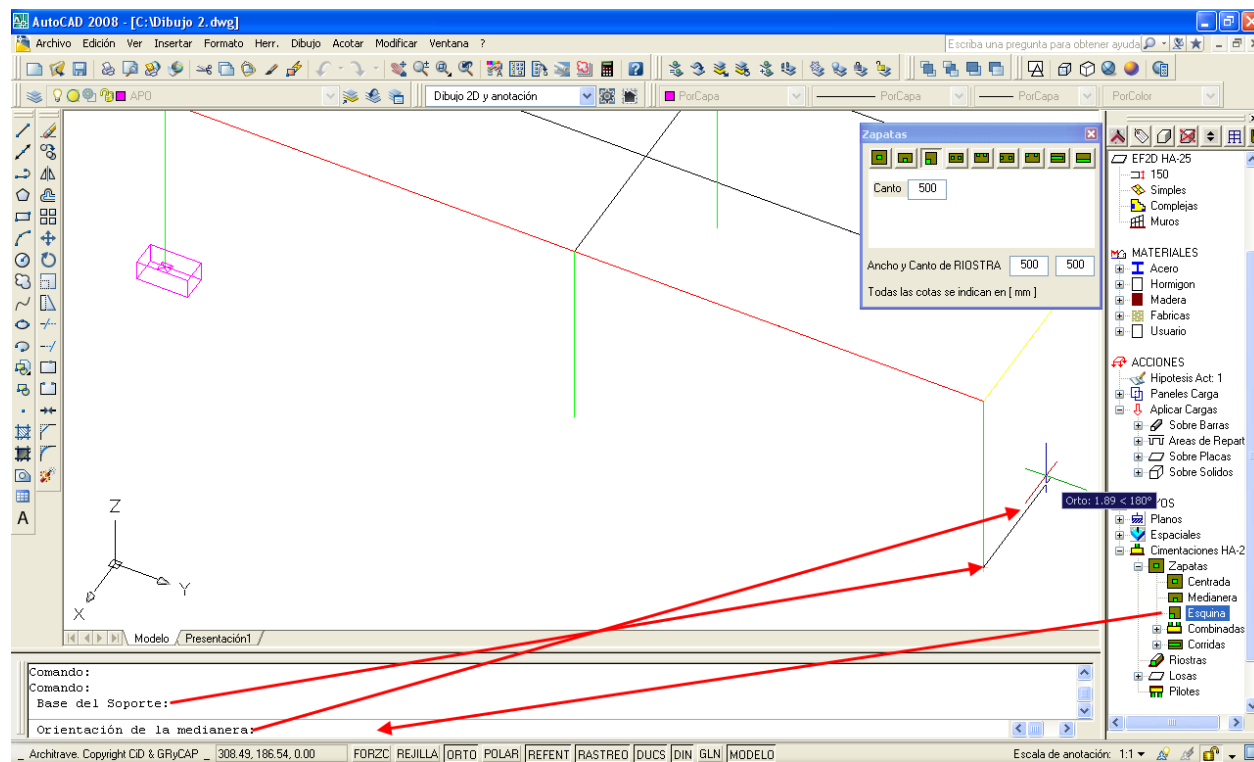 AutoCAD 2008 - [C:\Dibujo 2.dwg]
Archivo Edición Ver Insertar Formato Herr. Dibujo Acotar Modificar Ventana ?
Escriba una pregunta para obtener ayuda
APO
Dibujo 2D y anotación
PorCapa
PorCapa
PorCapa
PorColor
Zapatas
Canto 500
Ancho y Canto de RIOSTRA 500 500
Todas las cotas se indican en [ mm ]
EF2D HA-25
150
Simples
Complejas
Muros
MATERIALES
Acero
Hormigon
Madera
Fabricas
Usuario
ACCIONES
Hipotesis Act: 1
Paneles Carga
Aplicar Cargas
Sobre Barras
Areas de Repart
Sobre Placas
Sobre Solidos
Orto: 1.89 < 180°
YOS
Planos
Espaciales
Cimentaciones HA-2
Zapatas
Centrada
Medianera
Esquina
Combinadas
Corridas
Riostras
Losas
Pilotes
Z
Y
X
A
Modelo Presentación1
Comando:
Comando:
Base del Soporte:
Orientación de la medianera:
_ Architrave. Copyright CiD & GRyCAP _ 308.49, 186.54, 0.00 FORZC REJILLA ORTO POLAR REFENT RASTREO DUCS DIN GLN MODELO Escala de anotación: 1:1